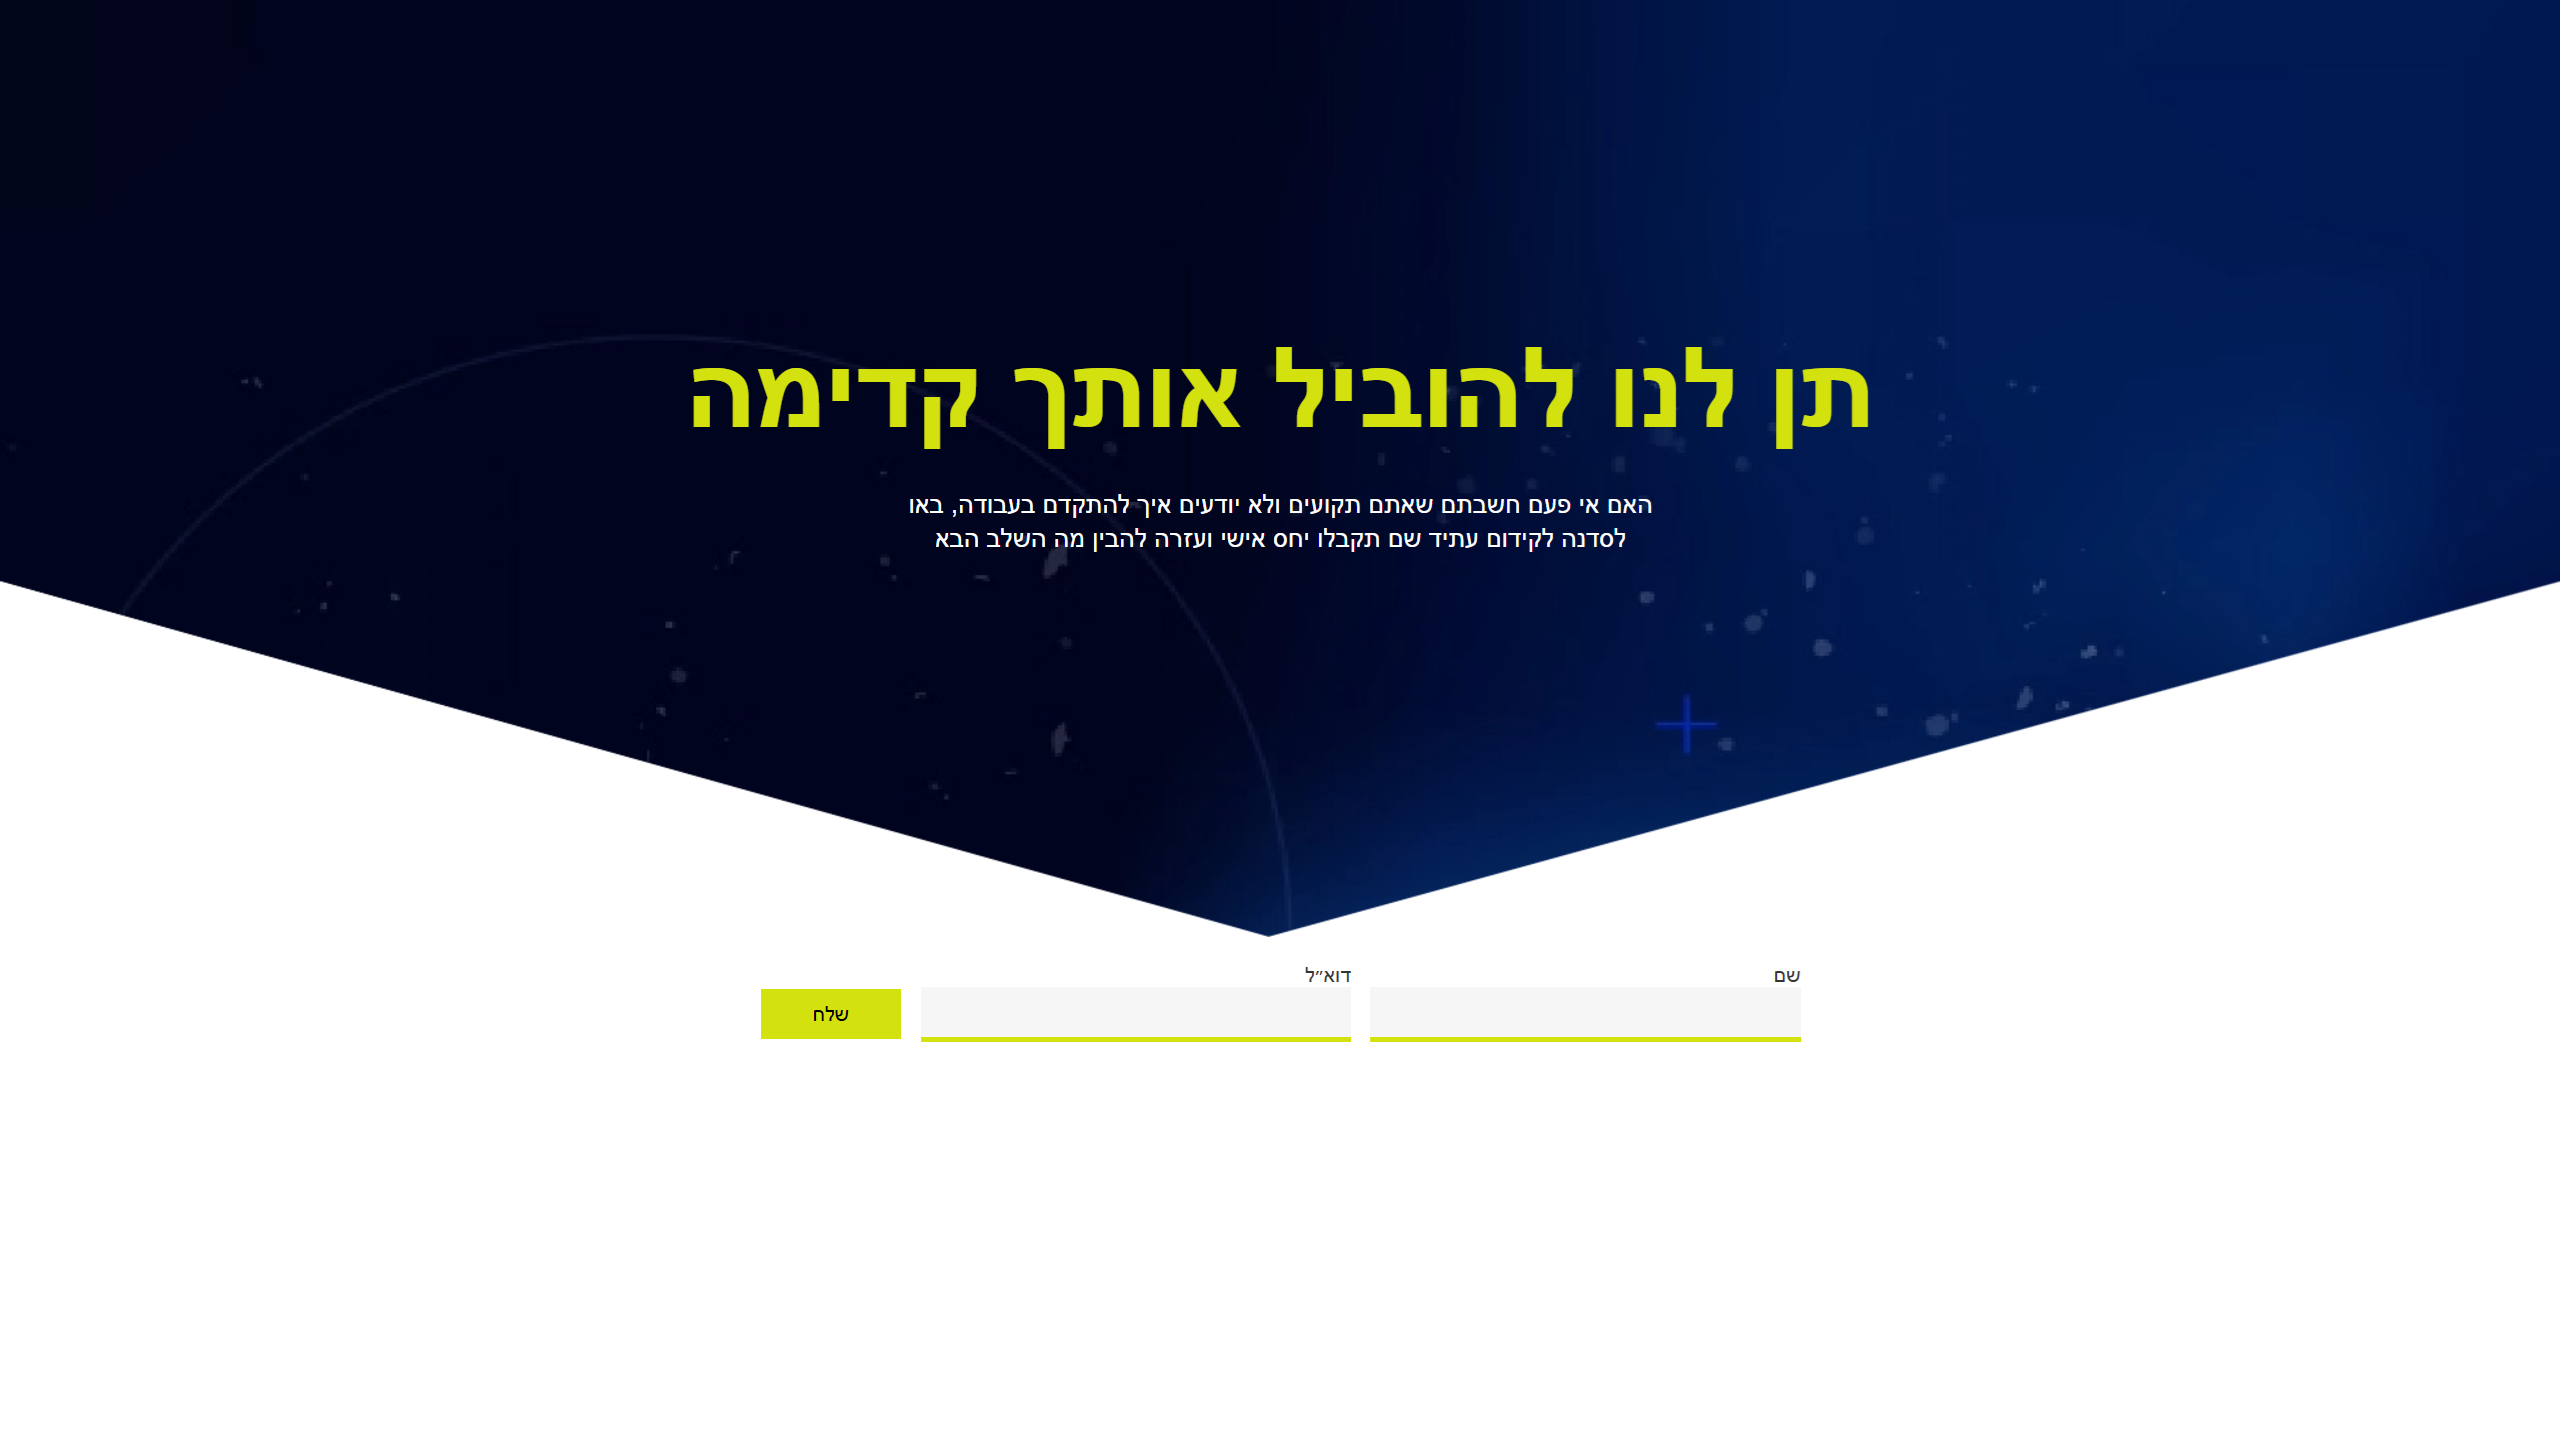 תן לנו להוביל אותך קדימה
האם אי פעם חשבתם שאתם תקועים ולא יודעים איך להתקדם בעבודה, באו
לסדנה לקידום עתיד שם תקבלו יחס אישי ועזרה להבין מה השלב הבא
שם
דוא״ל
שלח